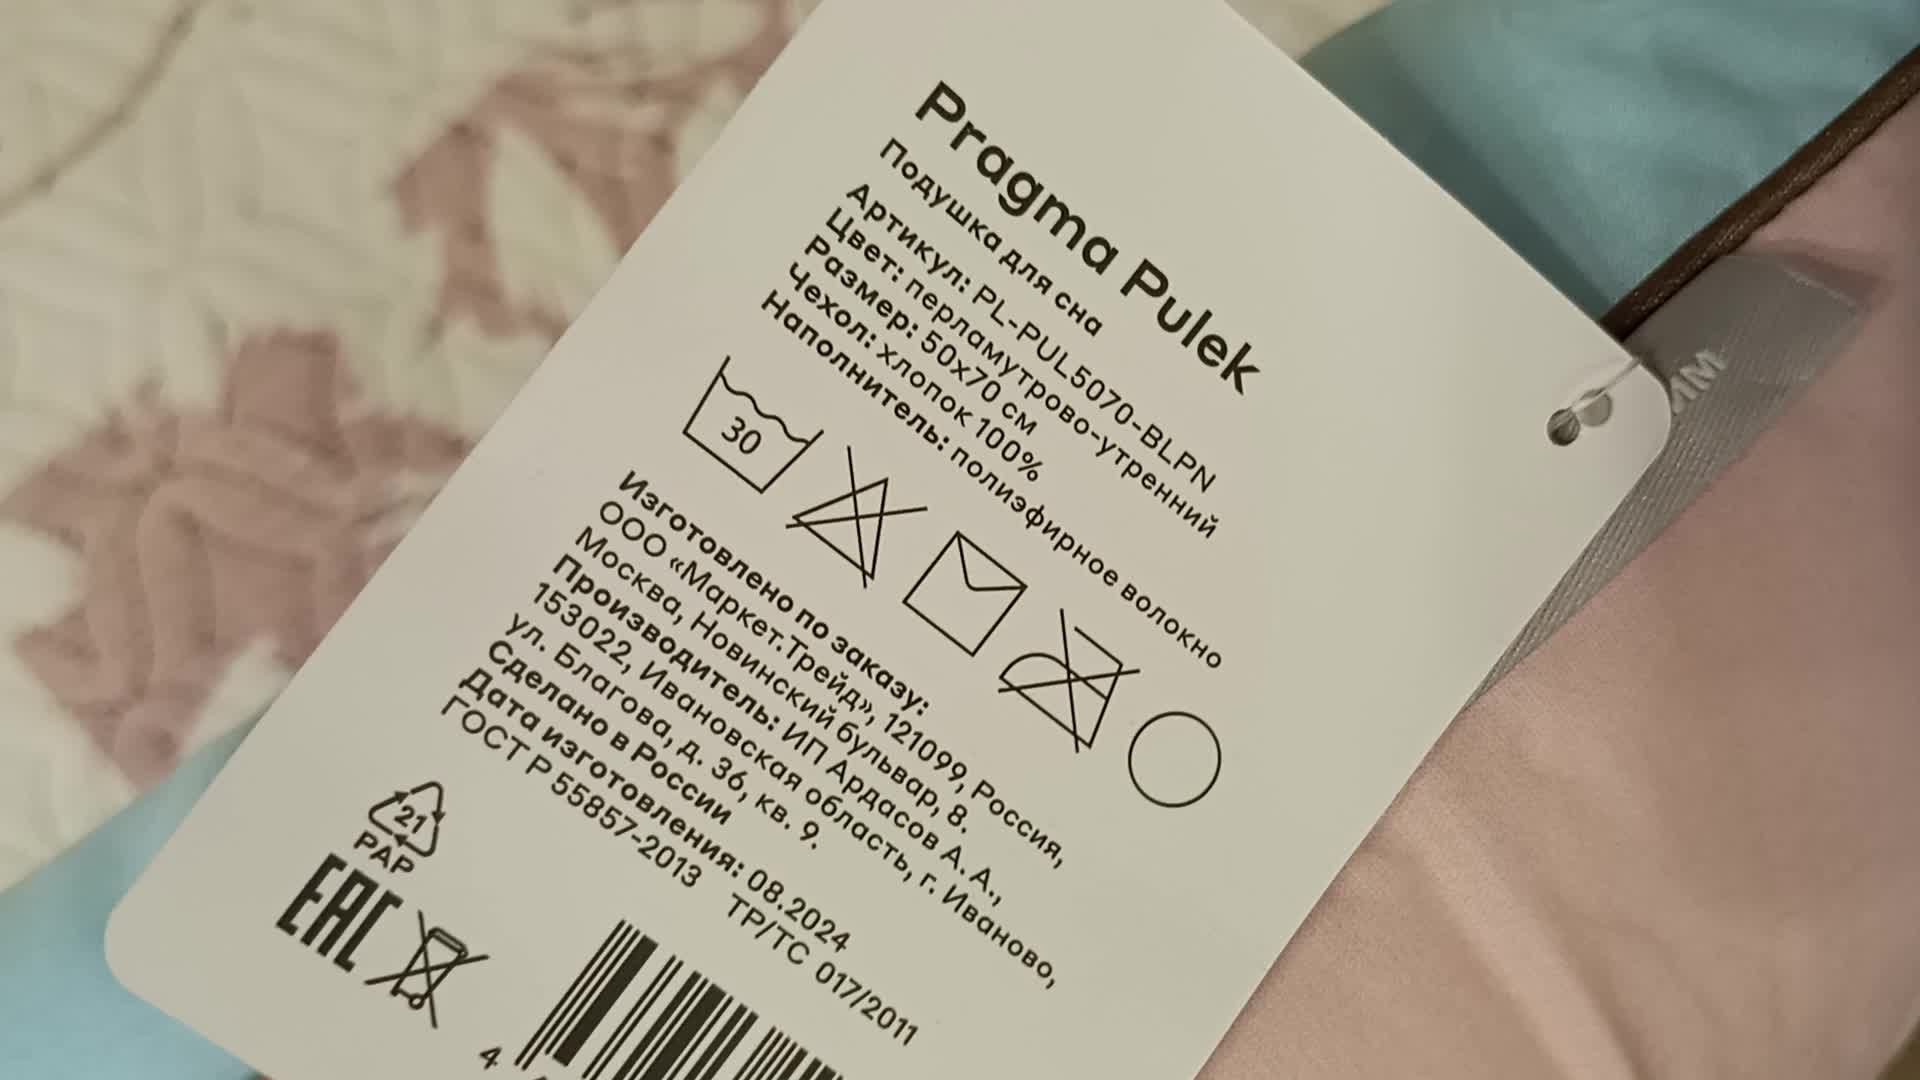 Pragma Pulek
Подушка для сна
Артикул: PL-PUL5070-BLPN
Цвет: перламутрово-утренний
Размер: 50x70 см
Чехол: хлопок 100%
Наполнитель: полиэфирное волокно
30
Изготовлено по заказу:
ООО «Маркет.Трейд», 121099, Россия,
Москва, Новинский бульвар, 8.
Производитель: ИП Ардасов А. А.,
153022, Ивановская область, г. Иваново,
ул. Благова, д. 36, кв. 9.
Сделано в России
Дата изготовления: 08.2024
ГОСТ Р 55857-2013 ТР/ТС 017/2011
21
PAP
EAC
4